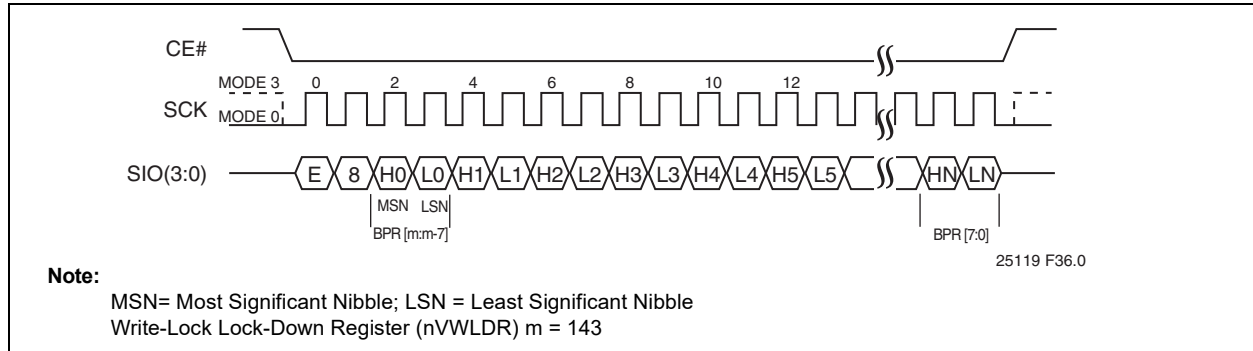 CE#
MODE 3 0 2 4 6 8 10 12
SCK MODE 0
SIO(3:0) E 8 H0 L0 H1 L1 H2 L2 H3 L3 H4 L4 H5 L5 HN LN
MSN LSN
BPR [m:m-7] BPR [7:0]
25119 F36.0
Note:
MSN= Most Significant Nibble; LSN = Least Significant Nibble
Write-Lock Lock-Down Register (nVWLDR) m = 143